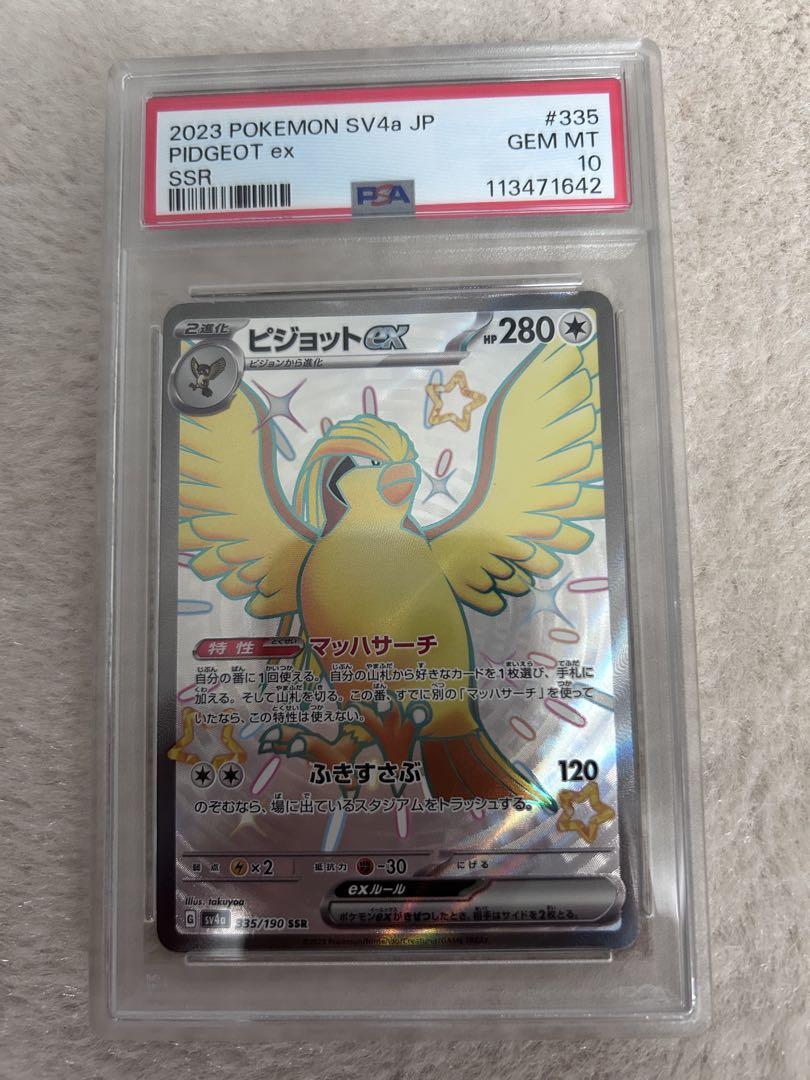 2023 POKEMON SV4a JP #335
PIDGEOT ex GEM MT
SSR 10
PSA 113471642
2進化 ピジョットex HP 280
ピジョンから進化
特性 とくせい マッハサーチ
自分の番に1回使える。自分の山札から好きなカードを1枚選び、手札に
加える。そして山札を切る。この番、すでに別の「マッハサーチ」を使って
いたなら、この特性は使えない。
ふきすさぶ 120
のぞむなら、場に出ているスタジアムをトラッシュする。
弱点 ×2 抵抗力 -30 にげる
exルール
ポケモンexがきぜつしたとき、相手はサイドを2枚とる。
Illus. takuyoa
G SV4a 335/190 SSR
©2023 Pokémon/Nintendo/Creatures/GAME FREAK.